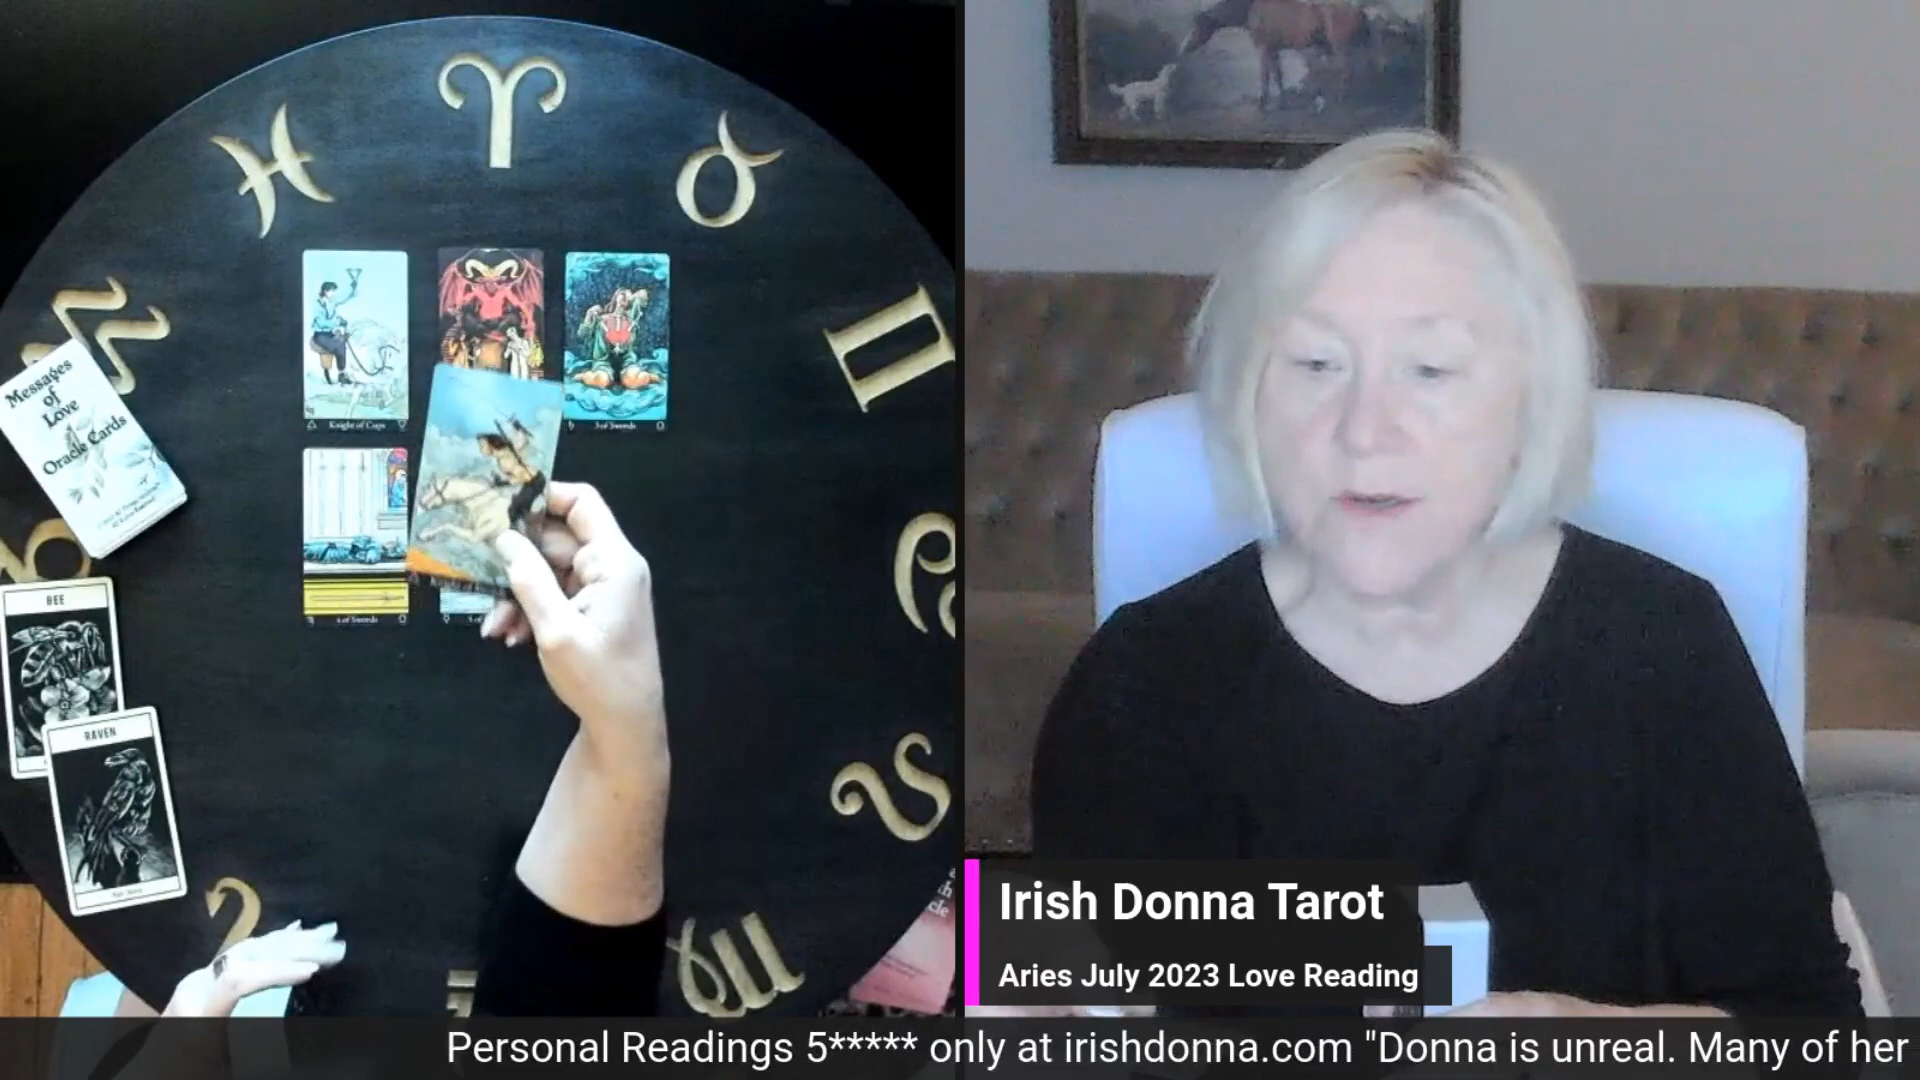 Knight of Cups
3 of Swords
Messages
of
Love
Oracle Cards
4 of Swords
BEE
RAVEN
Irish Donna Tarot
Aries July 2023 Love Reading
Personal Readings 5***** only at irishdonna.com "Donna is unreal. Many of her